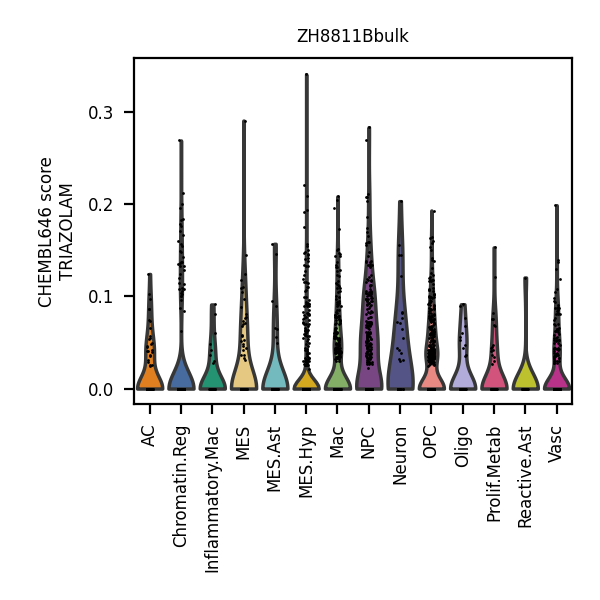 ZH8811Bbulk
CHEMBL646 score
TRIAZOLAM
0.3
0.2
0.1
0.0
AC
Chromatin.Reg
Inflammatory.Mac
MES
MES.Ast
MES.Hyp
Mac
NPC
Neuron
OPC
Oligo
Prolif.Metab
Reactive.Ast
Vasc